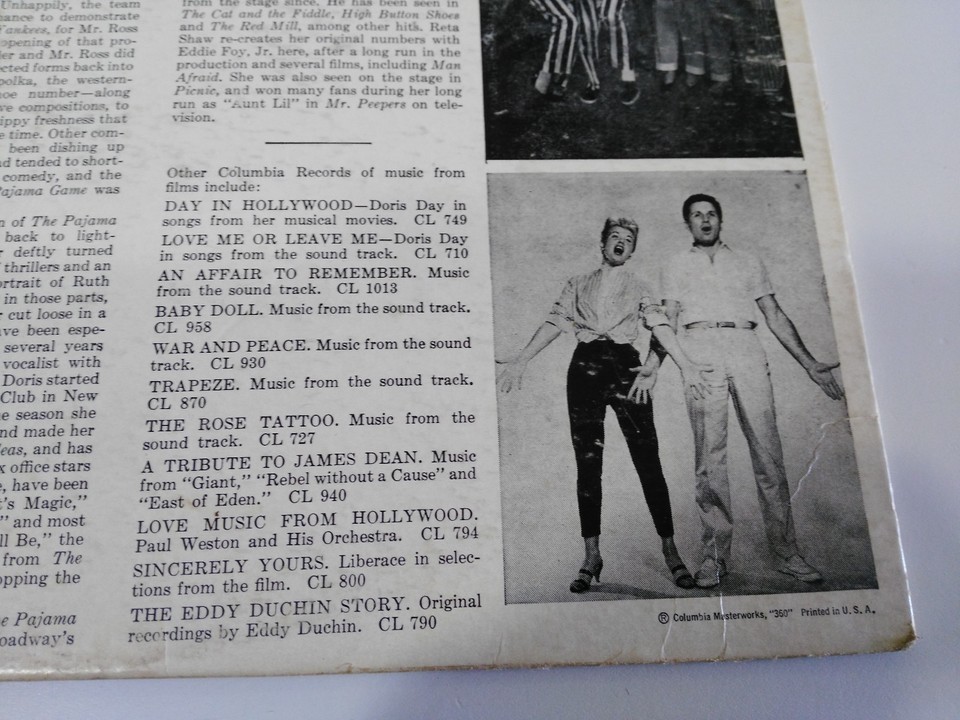 Unhappily, the team
ance to demonstrate
Yankees, for Mr. Ross
opening of that pro-
er and Mr. Ross did
cted forms back into
polka, the western-
oe number—along
ve compositions, to
ippy freshness that
e time. Other com-
been dishing up
d tended to short-
comedy, and the
Pajama Game was
n of The Pajama
back to light-
r deftly turned
thrillers and an
ortrait of Ruth
in those parts,
r cut loose in a
ve been espe-
several years
vocalist with
Doris started
Club in New
e season she
nd made her
eas, and has
x office stars
e, have been
t's Magic,"
" and most
ll Be," the
from The
opping the
e Pajama
oadway's
from the stage since. He has been seen in
The Cat and the Fiddle, High Button Shoes
and The Red Mill, among other hits. Reta
Shaw re-creates her original numbers with
Eddie Foy, Jr. here, after a long run in the
production and several films, including Man
Afraid. She was also seen on the stage in
Picnic, and won many fans during her long
run as "Aunt Lil" in Mr. Peepers on tele-
vision.
Other Columbia Records of music from
films include:
DAY IN HOLLYWOOD—Doris Day in
songs from her musical movies. CL 749
LOVE ME OR LEAVE ME—Doris Day
in songs from the sound track. CL 710
AN AFFAIR TO REMEMBER. Music
from the sound track. CL 1013
BABY DOLL. Music from the sound track.
CL 958
WAR AND PEACE. Music from the sound
track. CL 930
TRAPEZE. Music from the sound track.
CL 870
THE ROSE TATTOO. Music from the
sound track. CL 727
A TRIBUTE TO JAMES DEAN. Music
from "Giant," "Rebel without a Cause" and
"East of Eden." CL 940
LOVE MUSIC FROM HOLLYWOOD.
Paul Weston and His Orchestra. CL 794
SINCERELY YOURS. Liberace in selec-
tions from the film. CL 800
THE EDDY DUCHIN STORY. Original
recordings by Eddy Duchin. CL 790
Ⓡ Columbia Masterworks, "360" Printed in U. S. A.